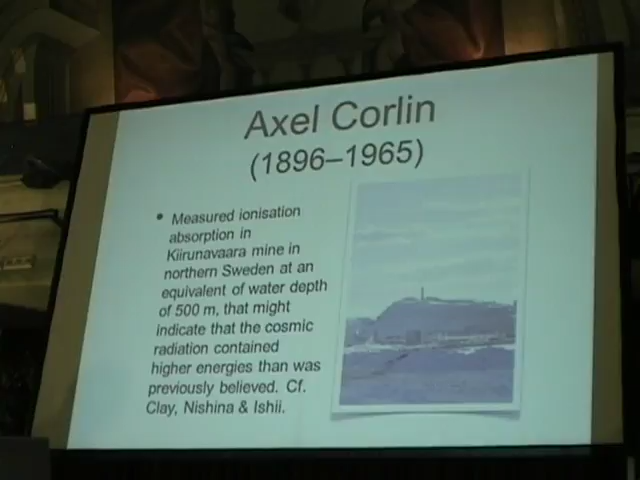 Axel Corlin
(1896–1965)
• Measured ionisation
absorption in
Kiirunavaara mine in
northern Sweden at an
equivalent of water depth
of 500 m, that might
indicate that the cosmic
radiation contained
higher energies than was
previously believed. Cf.
Clay, Nishina & Ishii.